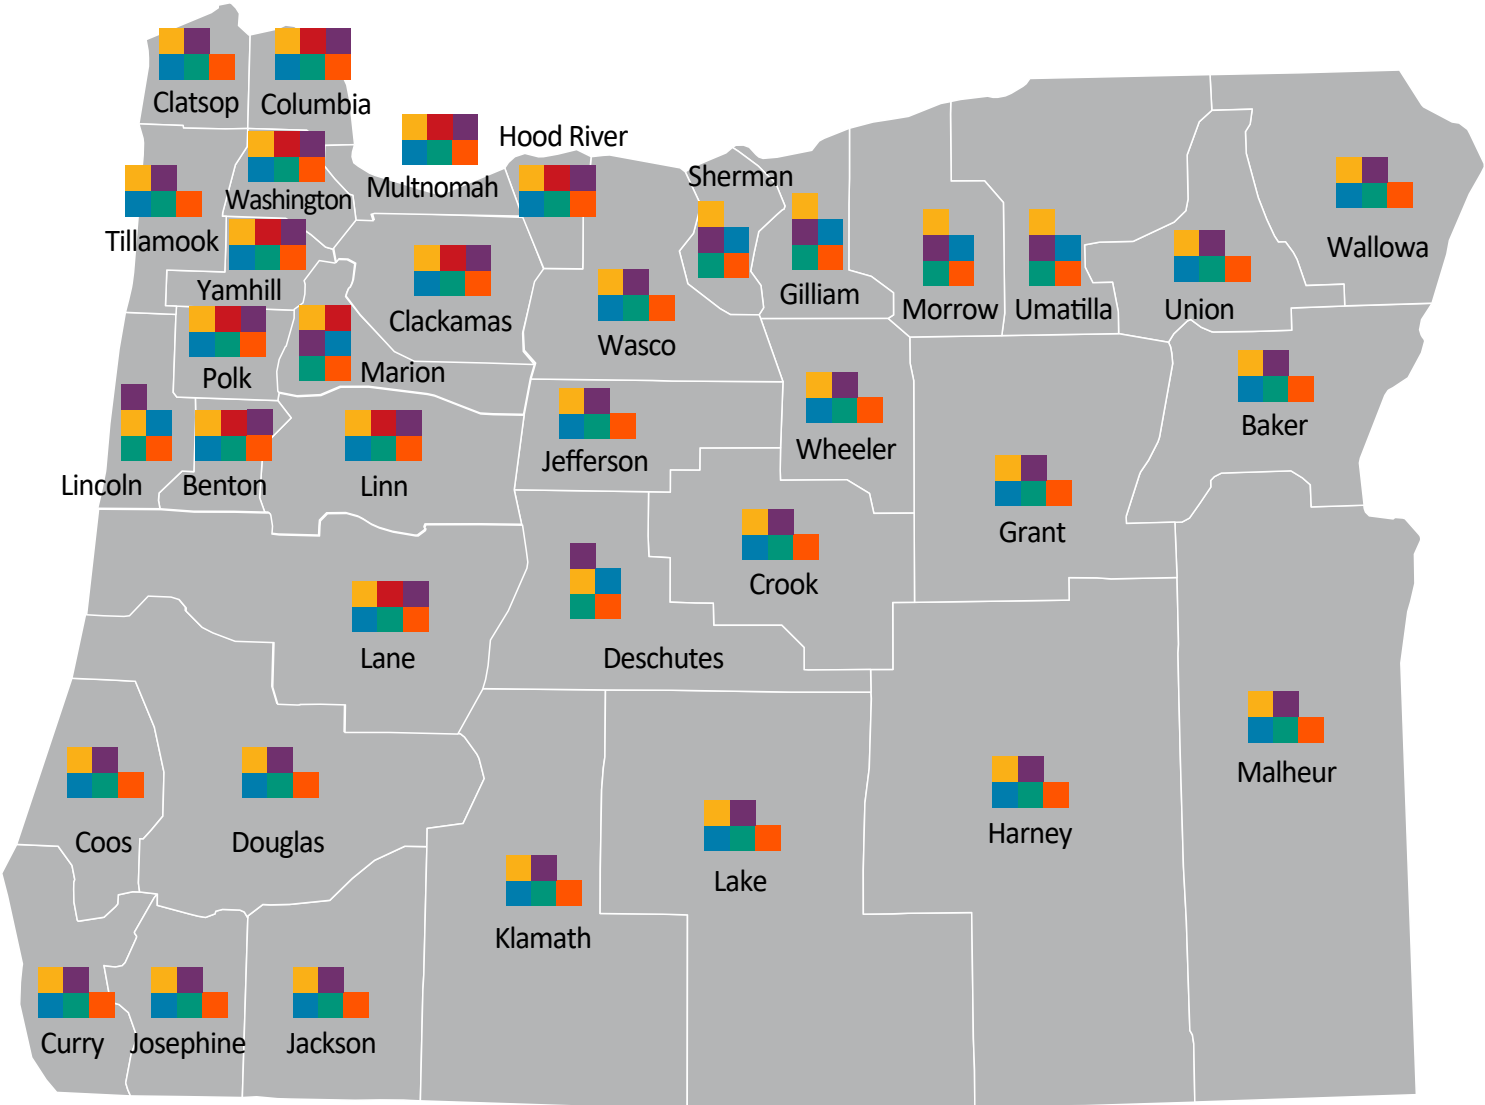 Clatsop
Columbia
Hood River
Multnomah
Sherman
Washington
Tillamook
Wallowa
Yamhill
Gilliam
Morrow
Umatilla
Union
Clackamas
Wasco
Polk
Marion
Baker
Wheeler
Jefferson
Lincoln
Benton
Linn
Grant
Crook
Lane
Deschutes
Malheur
Harney
Coos
Douglas
Lake
Klamath
Curry
Josephine
Jackson